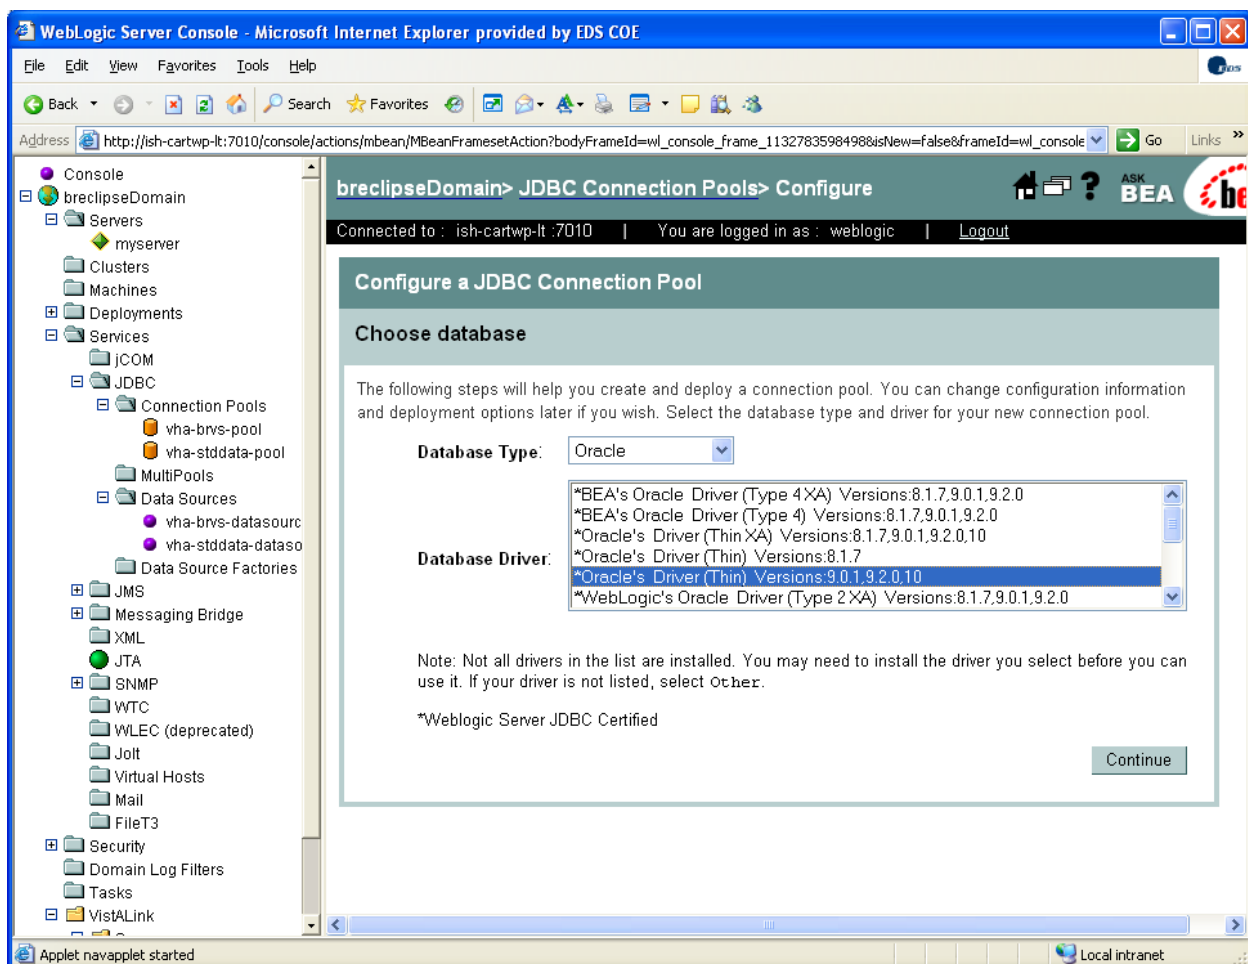 WebLogic Server Console - Microsoft Internet Explorer provided by EDS COE
File Edit View Favorites Tools Help
EDS
Back Search Favorites
Address http://ish-cartwp-lt:7010/console/actions/mbean/MBeanFramesetAction?bodyFrameId=wl_console_frame_1132783598498&isNew=false&frameId=wl_console Go Links »
Console
breclipseDomain
Servers
myserver
Clusters
Machines
Deployments
Services
jCOM
JDBC
Connection Pools
vha-brvs-pool
vha-stddata-pool
MultiPools
Data Sources
vha-brvs-datasourc
vha-stddata-dataso
Data Source Factories
JMS
Messaging Bridge
XML
JTA
SNMP
WTC
WLEC (deprecated)
Jolt
Virtual Hosts
Mail
FileT3
Security
Domain Log Filters
Tasks
VistALink
breclipseDomain> JDBC Connection Pools> Configure
? ASK BEA be
Connected to : ish-cartwp-lt :7010 | You are logged in as : weblogic | Logout
Configure a JDBC Connection Pool
Choose database
The following steps will help you create and deploy a connection pool. You can change configuration information
and deployment options later if you wish. Select the database type and driver for your new connection pool.
Database Type: Oracle
Database Driver:
*BEA's Oracle Driver (Type 4 XA) Versions:8.1.7,9.0.1,9.2.0
*BEA's Oracle Driver (Type 4) Versions:8.1.7,9.0.1,9.2.0
*Oracle's Driver (Thin XA) Versions:8.1.7,9.0.1,9.2.0,10
*Oracle's Driver (Thin) Versions:8.1.7
*Oracle's Driver (Thin) Versions:9.0.1,9.2.0,10
*WebLogic's Oracle Driver (Type 2 XA) Versions:8.1.7,9.0.1,9.2.0
Note: Not all drivers in the list are installed. You may need to install the driver you select before you can
use it. If your driver is not listed, select Other.
*Weblogic Server JDBC Certified
Continue
Applet navapplet started
Local intranet